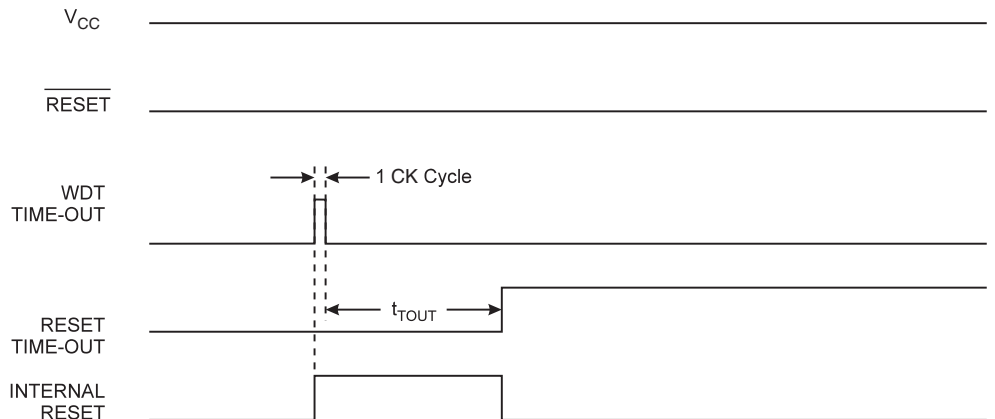 VCC
RESET
1 CK Cycle
WDT
TIME-OUT
tTOUT
RESET
TIME-OUT
INTERNAL
RESET